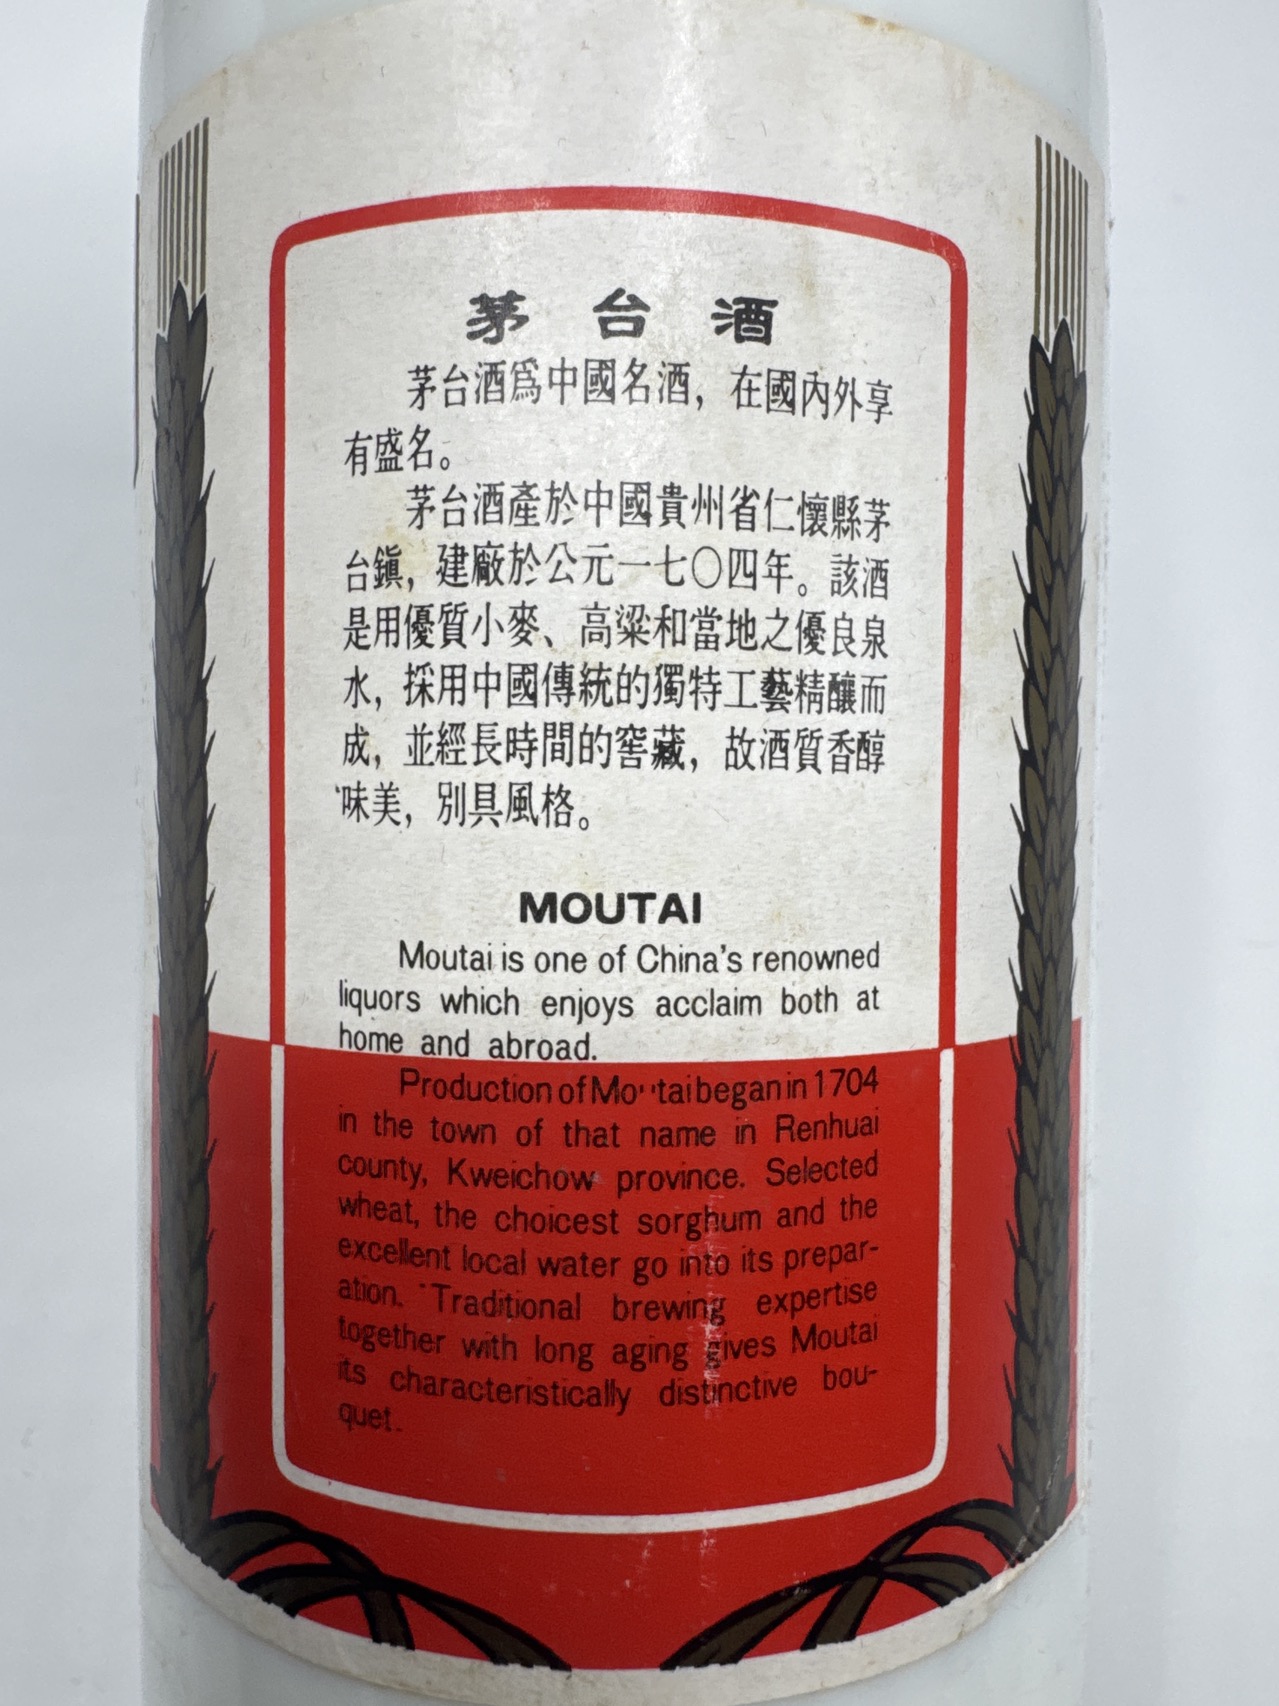 茅台酒
茅台酒爲中國名酒，在國內外享
有盛名。
茅台酒產於中國貴州省仁懷縣茅
台鎭，建廠於公元一七〇四年。該酒
是用優質小麥、高粱和當地之優良泉
水，採用中國傳統的獨特工藝精釀而
成，並經長時間的窖藏，故酒質香醇
味美，別具風格。
MOUTAI
Moutai is one of China's renowned
liquors which enjoys acclaim both at
home and abroad.
Production of Moutai began in 1704
in the town of that name in Renhuai
county, Kweichow province. Selected
wheat, the choicest sorghum and the
excellent local water go into its prepar-
ation. Traditional brewing expertise
together with long aging gives Moutai
its characteristically distinctive bou-
quet.